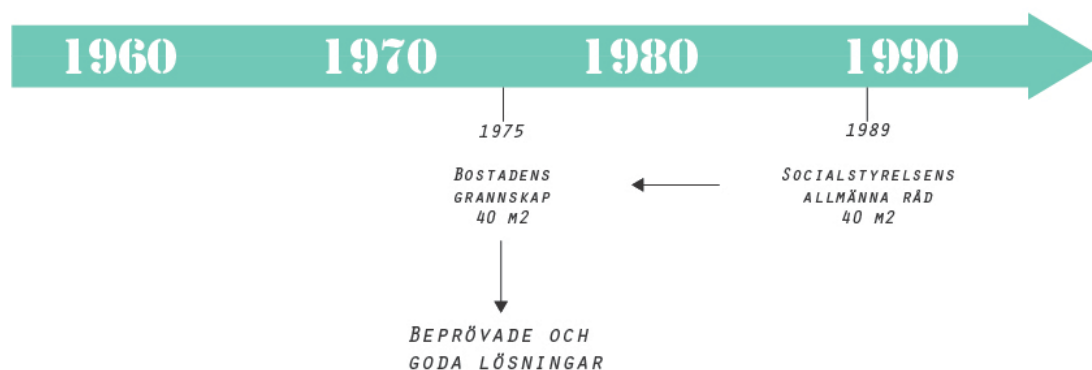 1960 1970 1980 1990
1975
1989
Bostadens
grannskap
40 m2
Socialstyrelsens
allmänna råd
40 m2
Beprövade och
goda lösningar